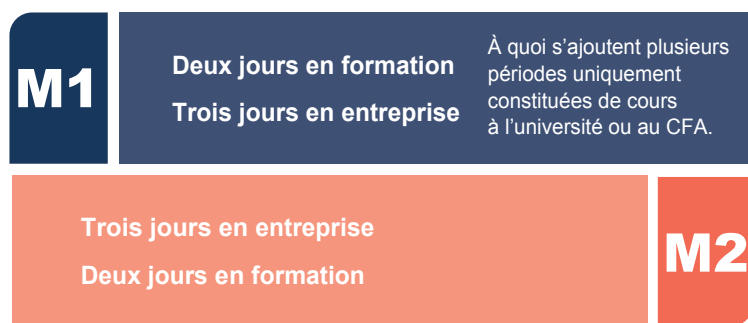 M1
Deux jours en formation
Trois jours en entreprise
À quoi s’ajoutent plusieurs
périodes uniquement
constituées de cours
à l’université ou au CFA.
Trois jours en entreprise
Deux jours en formation
M2